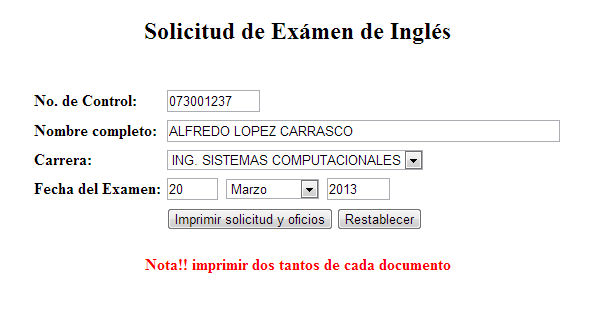 Solicitud de Exámen de Inglés
No. de Control: 073001237
Nombre completo: ALFREDO LOPEZ CARRASCO
Carrera: ING. SISTEMAS COMPUTACIONALES
Fecha del Examen: 20 Marzo 2013
Imprimir solicitud y oficios Restablecer
Nota!! imprimir dos tantos de cada documento